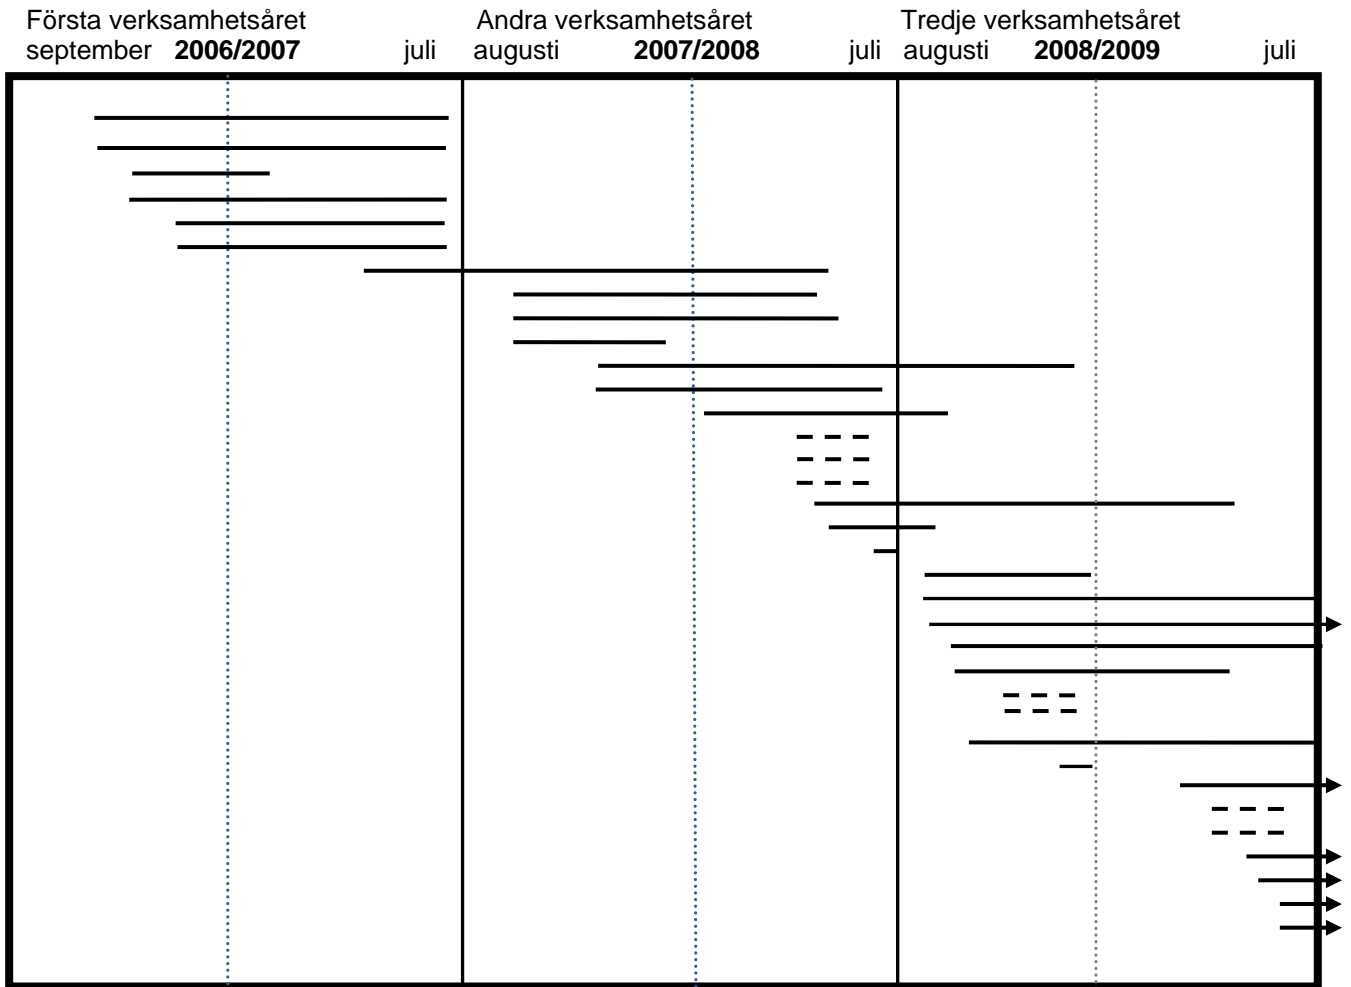 Första verksamhetsåret
september 2006/2007 juli
Andra verksamhetsåret
augusti 2007/2008 juli
Tredje verksamhetsåret
augusti 2008/2009 juli